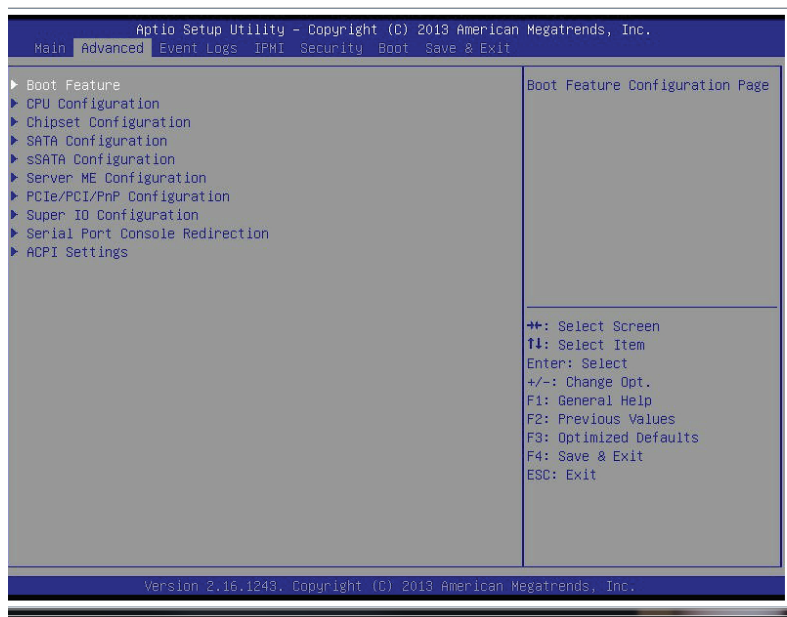 Aptio Setup Utility – Copyright (C) 2013 American Megatrends, Inc.
Main Advanced Event Logs IPMI Security Boot Save & Exit
Boot Feature
CPU Configuration
Chipset Configuration
SATA Configuration
sSATA Configuration
Server ME Configuration
PCIe/PCI/PnP Configuration
Super IO Configuration
Serial Port Console Redirection
ACPI Settings
Boot Feature Configuration Page
→←: Select Screen
↑↓: Select Item
Enter: Select
+/-: Change Opt.
F1: General Help
F2: Previous Values
F3: Optimized Defaults
F4: Save & Exit
ESC: Exit
Version 2.16.1243. Copyright (C) 2013 American Megatrends, Inc.